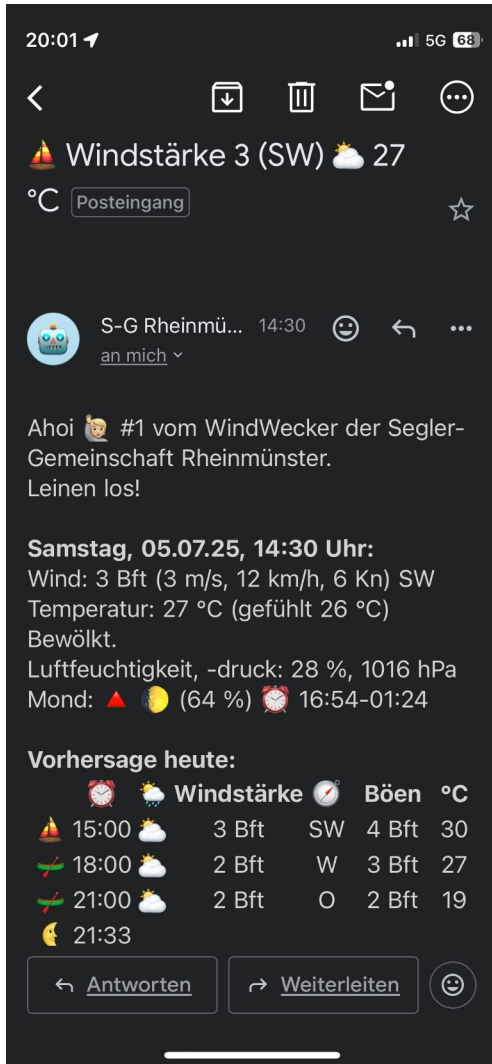 20:01
5G 68
Windstärke 3 (SW) 27
°C Posteingang
S-G Rheinmü... 14:30
an mich
Ahoi #1 vom WindWecker der Segler-
Gemeinschaft Rheinmünster.
Leinen los!
Samstag, 05.07.25, 14:30 Uhr:
Wind: 3 Bft (3 m/s, 12 km/h, 6 Kn) SW
Temperatur: 27 °C (gefühlt 26 °C)
Bewölkt.
Luftfeuchtigkeit, -druck: 28 %, 1016 hPa
Mond: 🔺 🌔 (64 %) ⏰ 16:54-01:24
Vorhersage heute:
Windstärke Böen °C
15:00 3 Bft SW 4 Bft 30
18:00 2 Bft W 3 Bft 27
21:00 2 Bft O 2 Bft 19
21:33
Antworten Weiterleiten